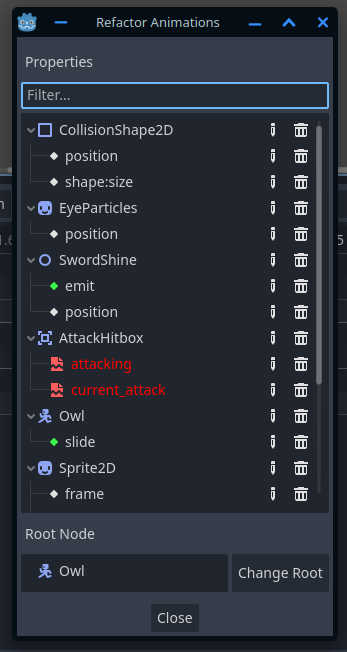 Refactor Animations
Properties
Filter...
CollisionShape2D
position
shape:size
EyeParticles
position
SwordShine
emit
position
AttackHitbox
attacking
current_attack
Owl
slide
Sprite2D
frame
Root Node
Owl
Change Root
Close